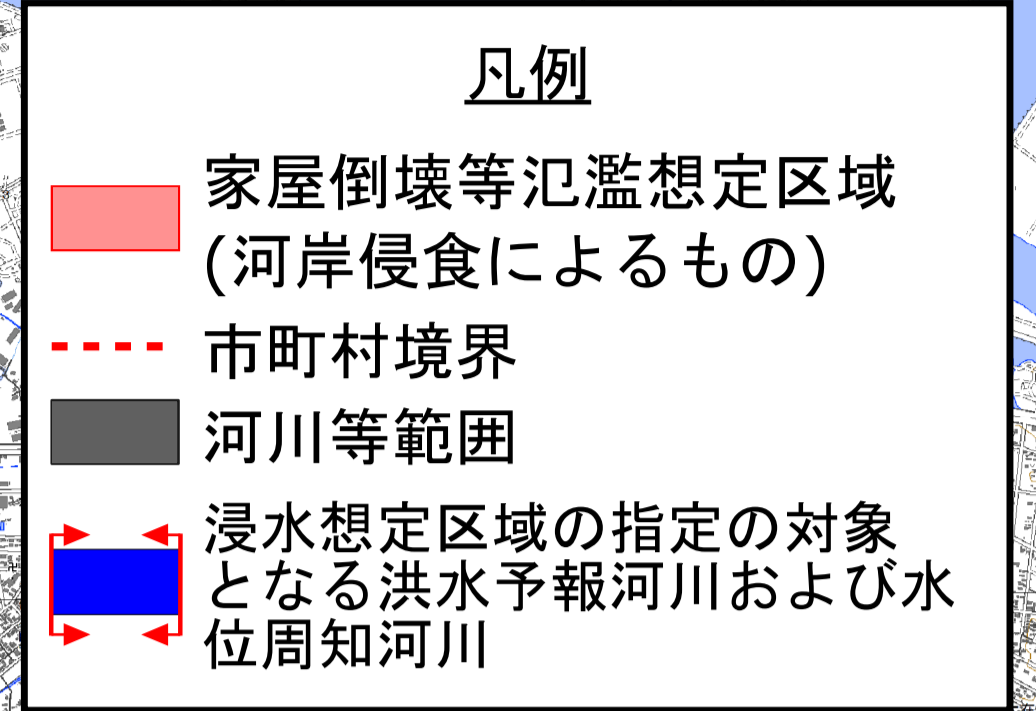 凡例
家屋倒壊等氾濫想定区域
(河岸侵食によるもの)
市町村境界
河川等範囲
浸水想定区域の指定の対象
となる洪水予報河川および水
位周知河川